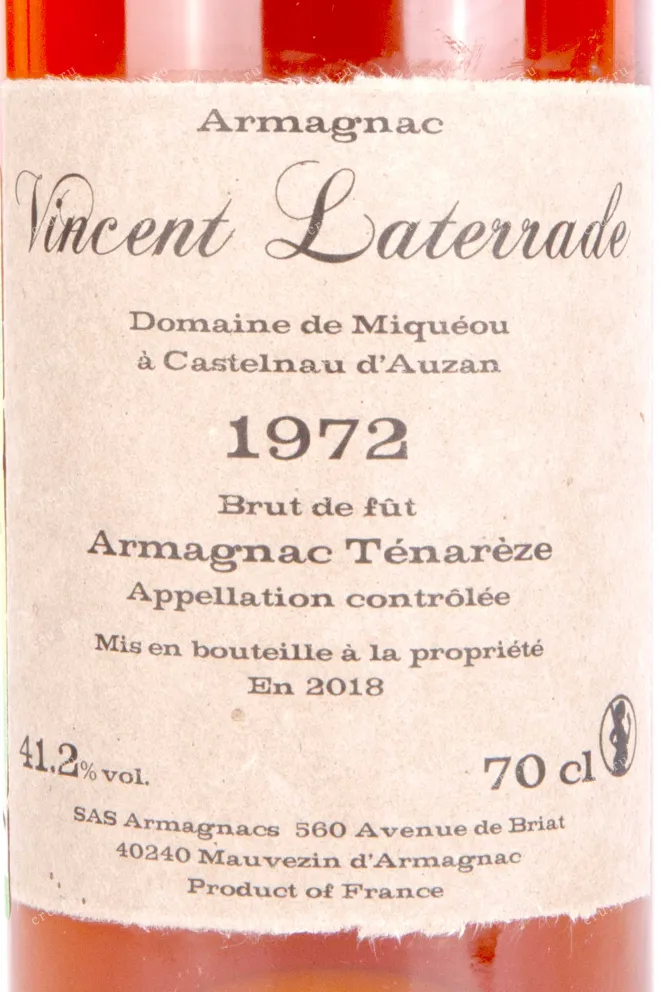 Armagnac
Vincent Laterrade
Domaine de Miquéou
à Castelnau d'Auzan
1972
Brut de fût
Armagnac Ténarèze
Appellation contrôlée
Mis en bouteille à la propriété
En 2018
41.2% vol.
70 cl
SAS Armagnacs 560 Avenue de Briat
40240 Mauvezin d'Armagnac
Product of France